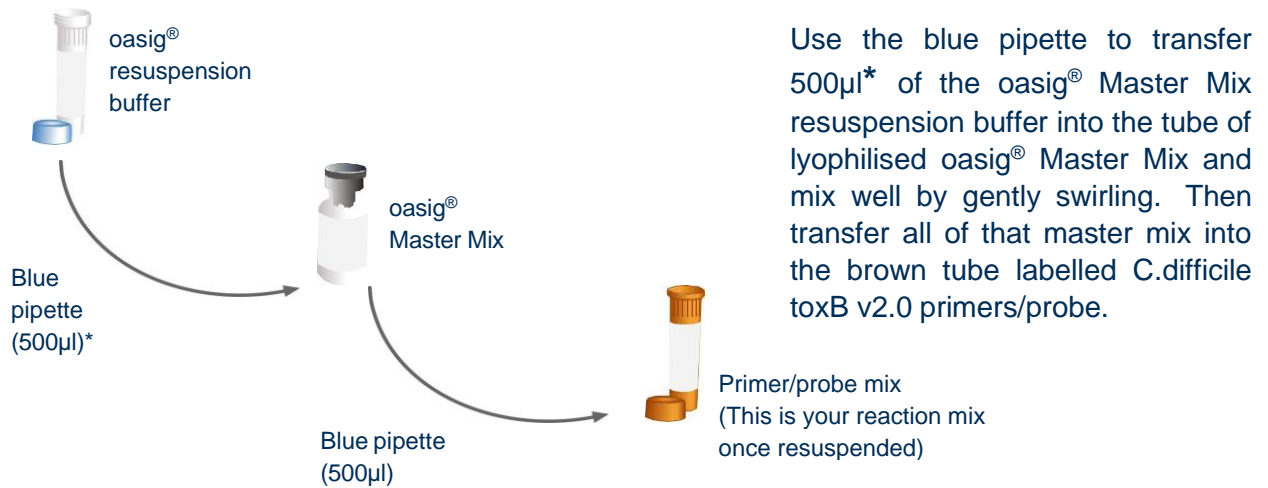 oasig®
resuspension
buffer
Use the blue pipette to transfer
500µl* of the oasig® Master Mix
resuspension buffer into the tube of
lyophilised oasig® Master Mix and
mix well by gently swirling. Then
transfer all of that master mix into
the brown tube labelled C.difficile
toxB v2.0 primers/probe.
oasig®
Master Mix
Blue
pipette
(500µl)*
Primer/probe mix
(This is your reaction mix
once resuspended)
Blue pipette
(500µl)